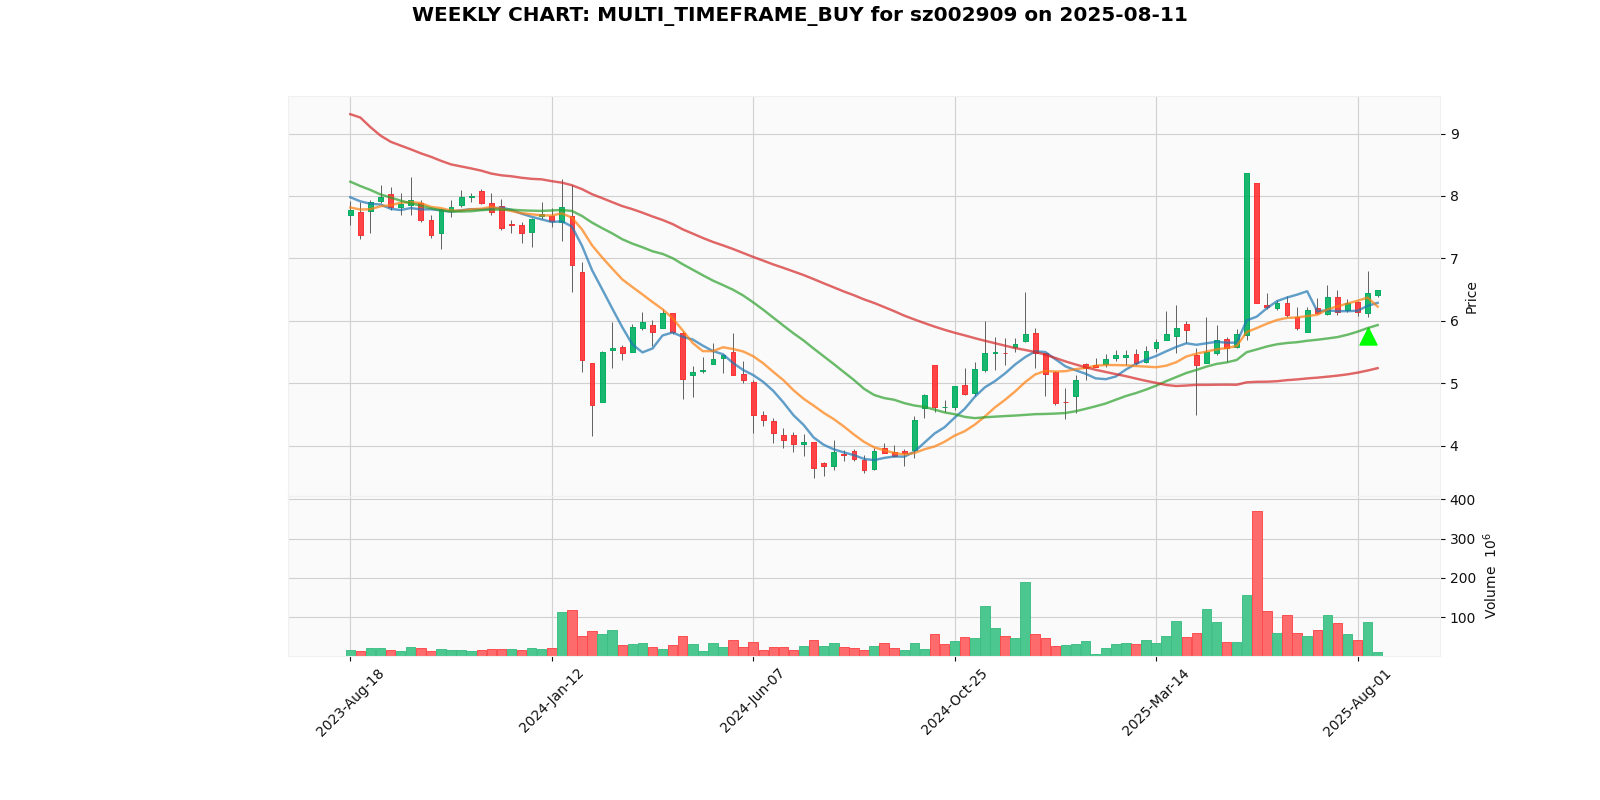 WEEKLY CHART: MULTI_TIMEFRAME_BUY for sz002909 on 2025-08-11
9
8
7
6
5
4
Price
400
300
200
100
Volume 10⁶
2023-Aug-18
2024-Jan-12
2024-Jun-07
2024-Oct-25
2025-Mar-14
2025-Aug-01